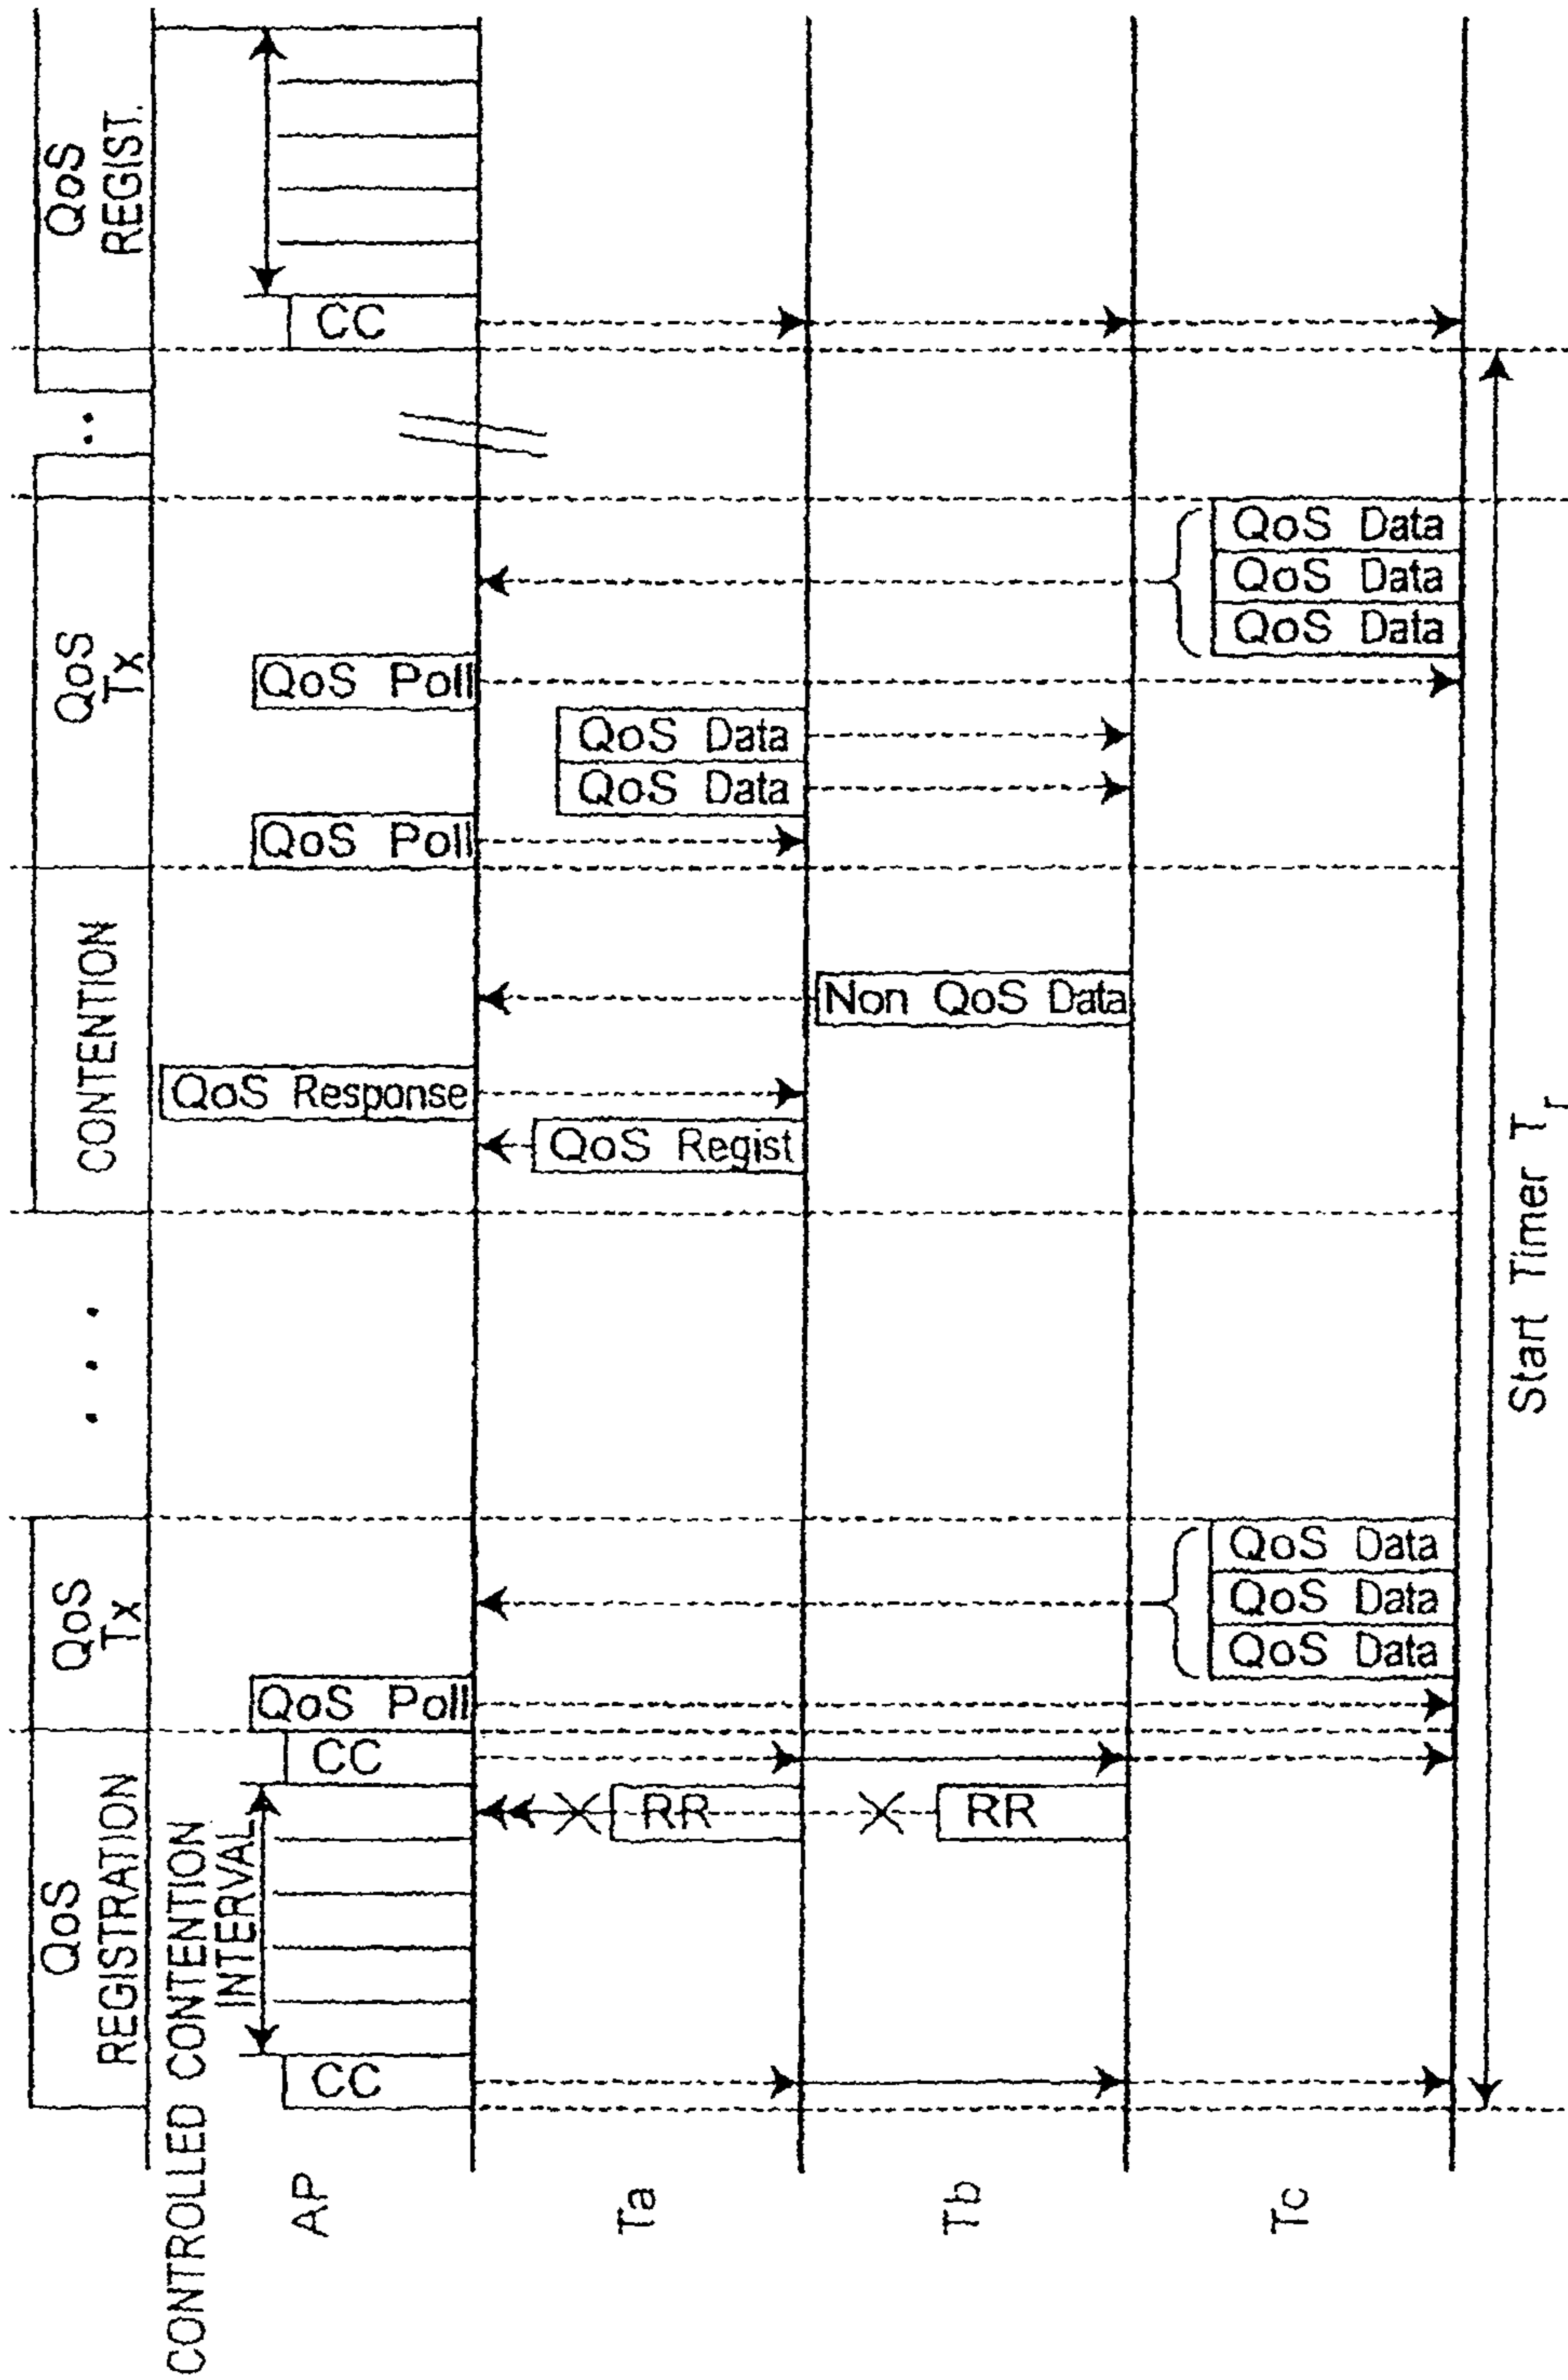 QoS
REGISTRATION
QoS
Tx
. . .
CONTENTION
QoS
Tx
..
QoS
REGIST.
CONTROLLED CONTENTION
INTERVAL
AP
CC
CC
QoS Poll
QoS Response
QoS Poll
QoS Poll
CC
Ta
RR
QoS Regist
QoS Data
QoS Data
Tb
RR
Non QoS Data
Tc
QoS Data
QoS Data
QoS Data
QoS Data
QoS Data
QoS Data
Start Timer Tr